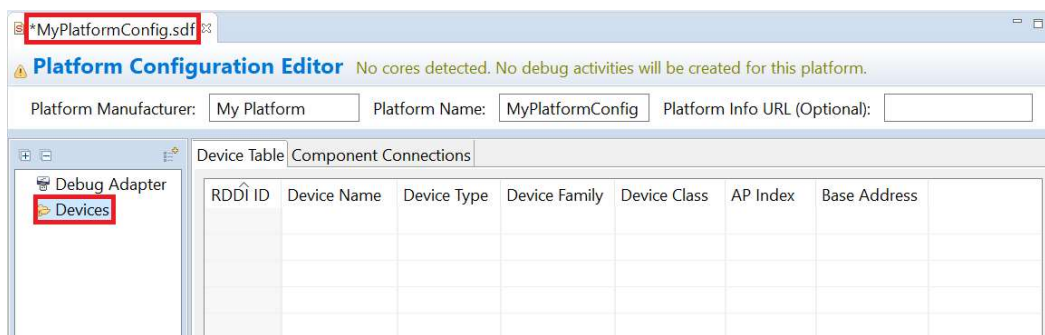 *MyPlatformConfig.sdf
Platform Configuration Editor No cores detected. No debug activities will be created for this platform.
Platform Manufacturer: My Platform Platform Name: MyPlatformConfig Platform Info URL (Optional):
Device Table Component Connections
Debug Adapter
Devices
RDDI ID Device Name Device Type Device Family Device Class AP Index Base Address